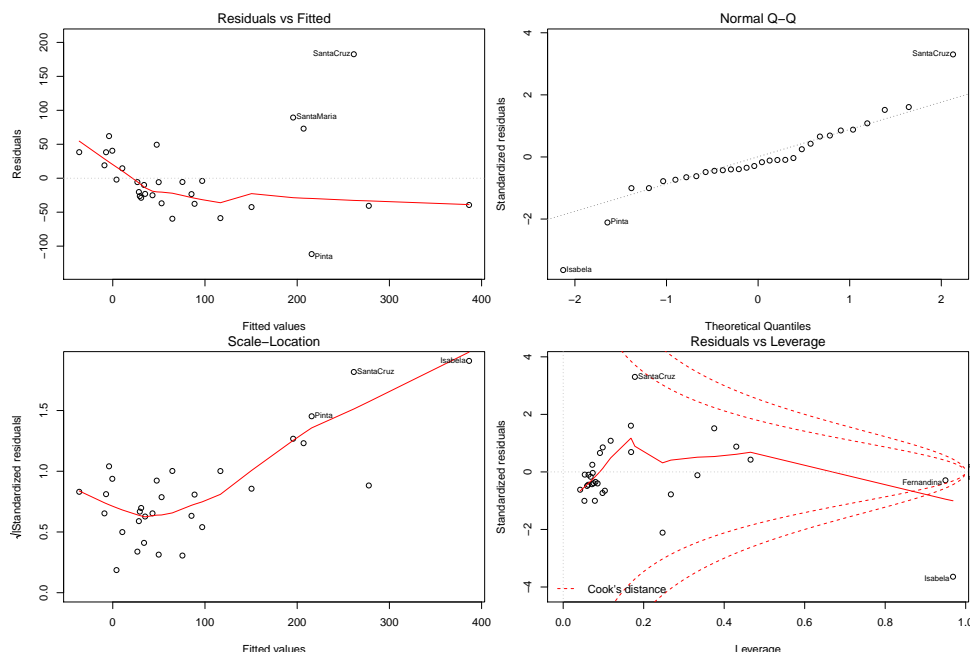 Residuals vs Fitted
Residuals
200
150
100
50
0
−50
−100
SantaCruz
SantaMaria
Pinta
0
100
200
300
400
Fitted values
Normal Q−Q
Standardized residuals
4
2
0
−2
SantaCruz
Pinta
Isabela
−2
−1
0
1
2
Theoretical Quantiles
Scale−Location
√|Standardized residuals|
1.5
1.0
0.5
0.0
Isabela
SantaCruz
Pinta
0
100
200
300
400
Fitted values
Residuals vs Leverage
Standardized residuals
4
2
0
−2
−4
SantaCruz
Fernandina
Isabela
Cook's distance
0.0
0.2
0.4
0.6
0.8
Leverage